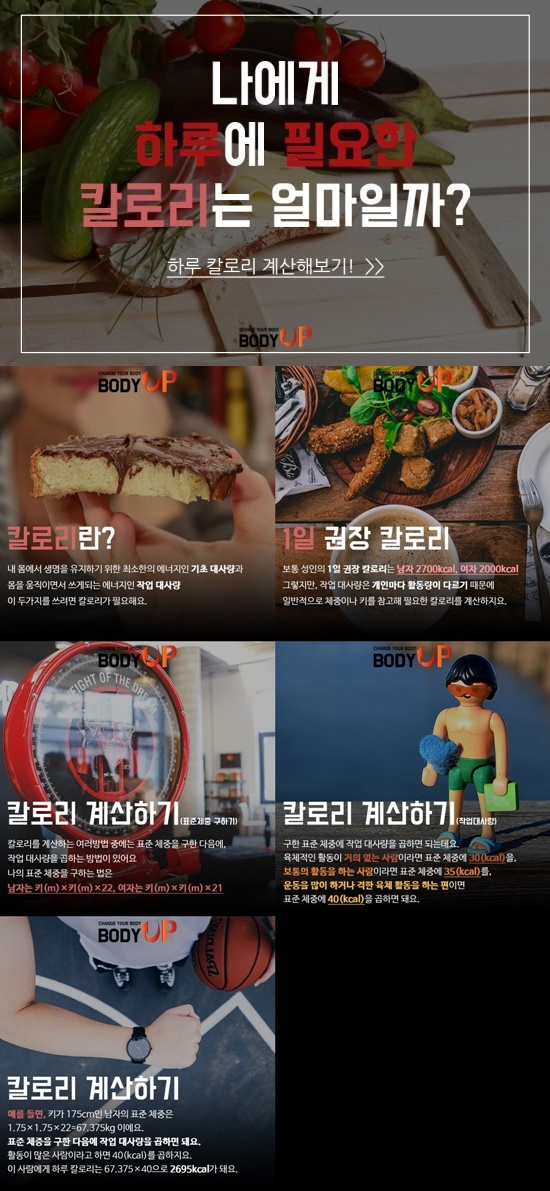 나에게
하루에 필요한
칼로리는 얼마일까?
하루 칼로리 계산해보기! >>
CHANGE YOUR BODY
BODY UP
CHANGE YOUR BODY
BODY UP
칼로리란?
내 몸에서 생명을 유지하기 위한 최소한의 에너지인 기초 대사량과
몸을 움직이면서 쓰게되는 에너지인 작업 대사량
이 두가지를 쓰려면 칼로리가 필요해요.
CHANGE YOUR BODY
BODY UP
1일 권장 칼로리
보통 성인의 1일 권장 칼로리는 남자 2700kcal, 여자 2000kcal
그렇지만, 작업 대사량은 개인마다 활동량이 다르기 때문에
일반적으로 체중이나 키를 참고해 필요한 칼로리를 계산하지요.
CHANGE YOUR BODY
BODY UP
EIGHT OF THE DRE
칼로리 계산하기(표준체중 구하기)
칼로리를 계산하는 여러방법 중에는 표준 체중을 구한 다음에,
작업 대사량을 곱하는 방법이 있어요
나의 표준 체중을 구하는 법은
남자는 키(m)×키(m)×22, 여자는 키(m)×키(m)×21
CHANGE YOUR BODY
BODY UP
칼로리 계산하기(작업대사량)
구한 표준 체중에 작업 대사량을 곱하면 되는데요.
육체적인 활동이 거의 없는 사람이라면 표준 체중에 30(kcal)을,
보통의 활동을 하는 사람이라면 표준 체중에 35(kcal)를,
운동을 많이 하거나 격한 육체 활동을 하는 편이면
표준 체중에 40(kcal)을 곱하면 돼요.
CHANGE YOUR BODY
BODY UP
칼로리 계산하기
예를 들면, 키가 175cm인 남자의 표준 체중은
1.75×1.75×22=67.375kg 이에요.
표준 체중을 구한 다음에 작업 대사량을 곱하면 돼요.
활동이 많은 사람이라고 하면 40(kcal)를 곱하지요.
이 사람에게 하루 칼로리는 67.375×40으로 2695kcal가 돼요.